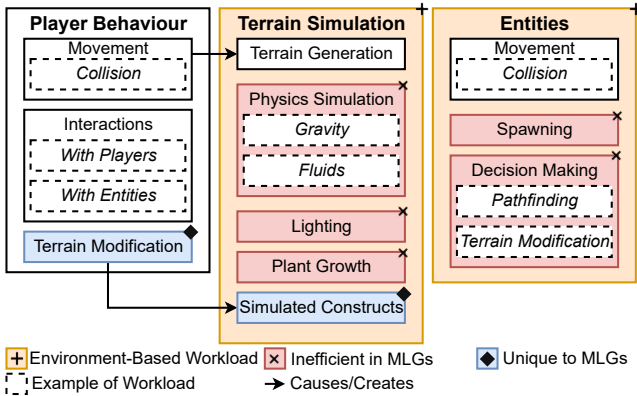 Player Behaviour
Movement
Collision
Interactions
With Players
With Entities
Terrain Modification
Terrain Simulation
Terrain Generation
Physics Simulation
Gravity
Fluids
Lighting
Plant Growth
Simulated Constructs
Entities
Movement
Collision
Spawning
Decision Making
Pathfinding
Terrain Modification
Environment-Based Workload
Inefficient in MLGs
Unique to MLGs
Example of Workload
Causes/Creates